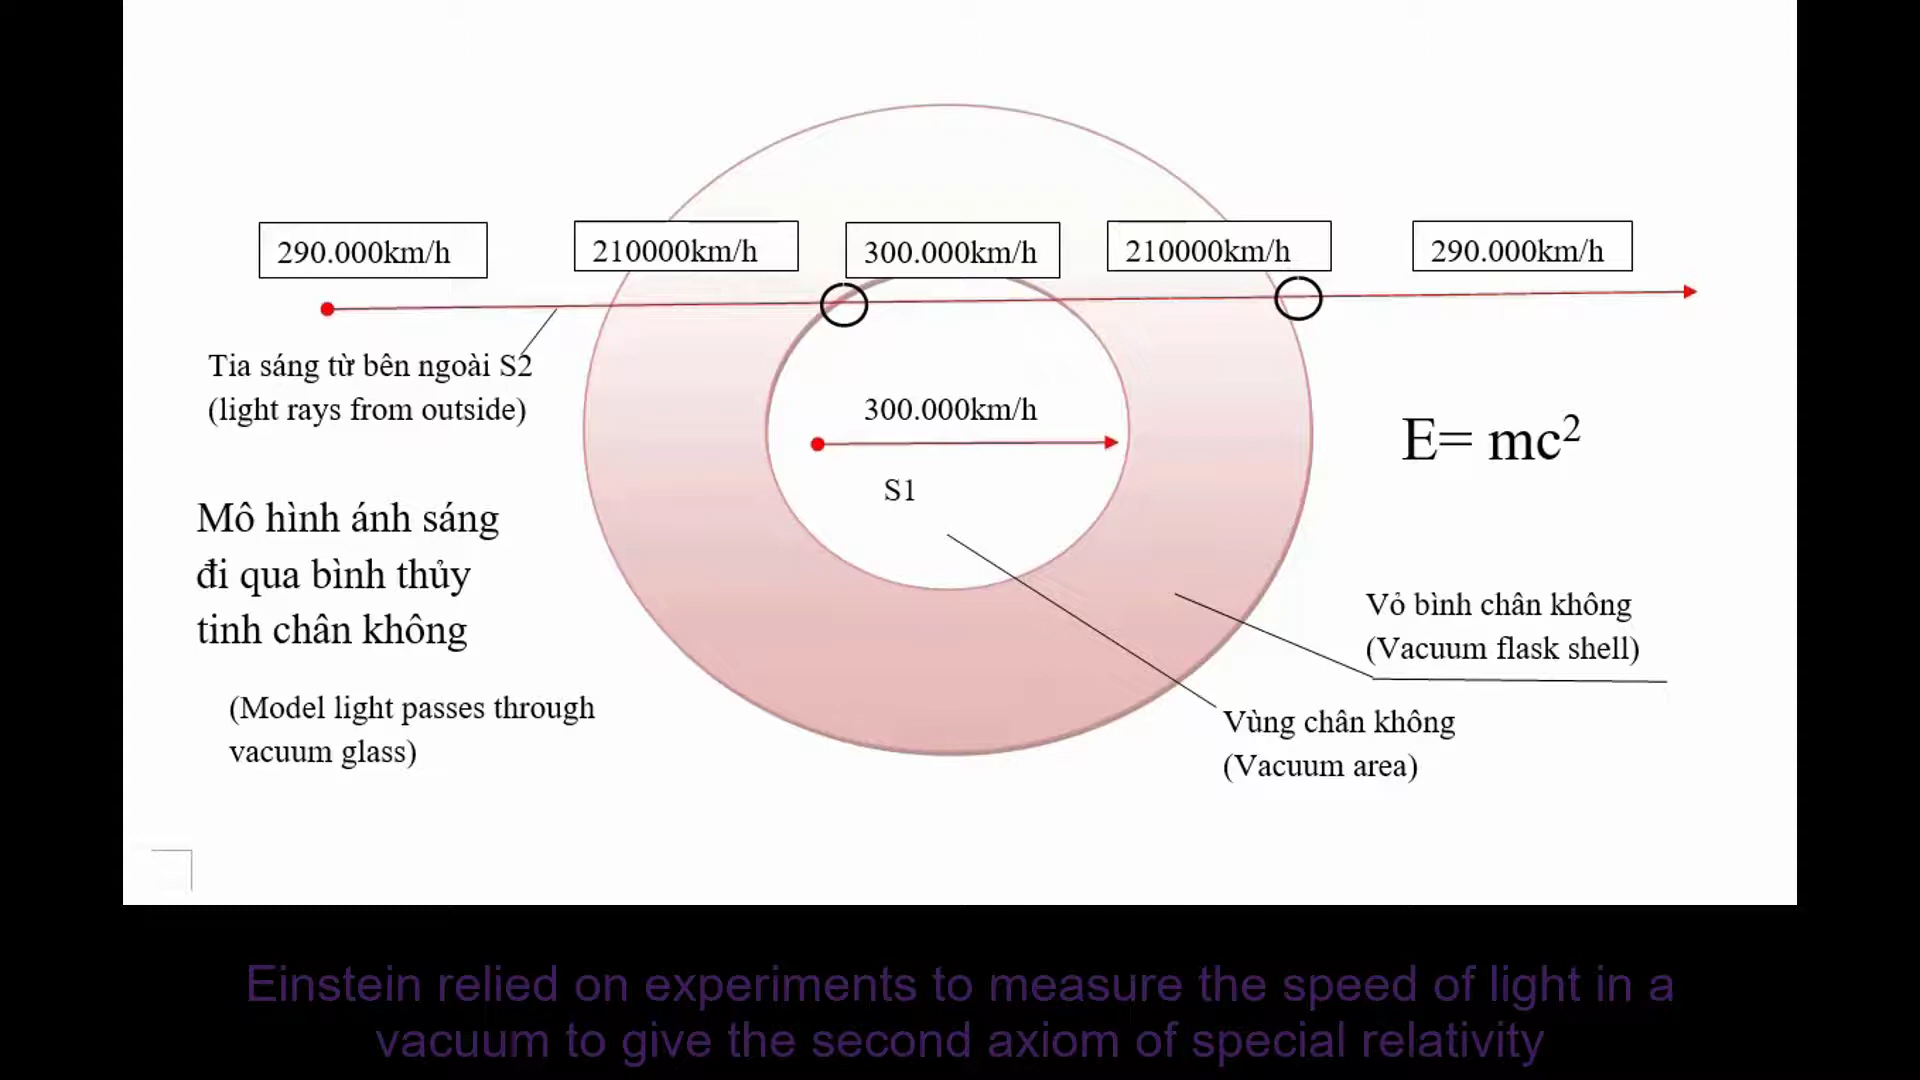 290.000km/h
210000km/h
300.000km/h
210000km/h
290.000km/h
Tia sáng từ bên ngoài S2
(light rays from outside)
300.000km/h
S1
E= mc²
Mô hình ánh sáng
đi qua bình thủy
tinh chân không
(Model light passes through
vacuum glass)
Vỏ bình chân không
(Vacuum flask shell)
Vùng chân không
(Vacuum area)
Einstein relied on experiments to measure the speed of light in a
vacuum to give the second axiom of special relativity